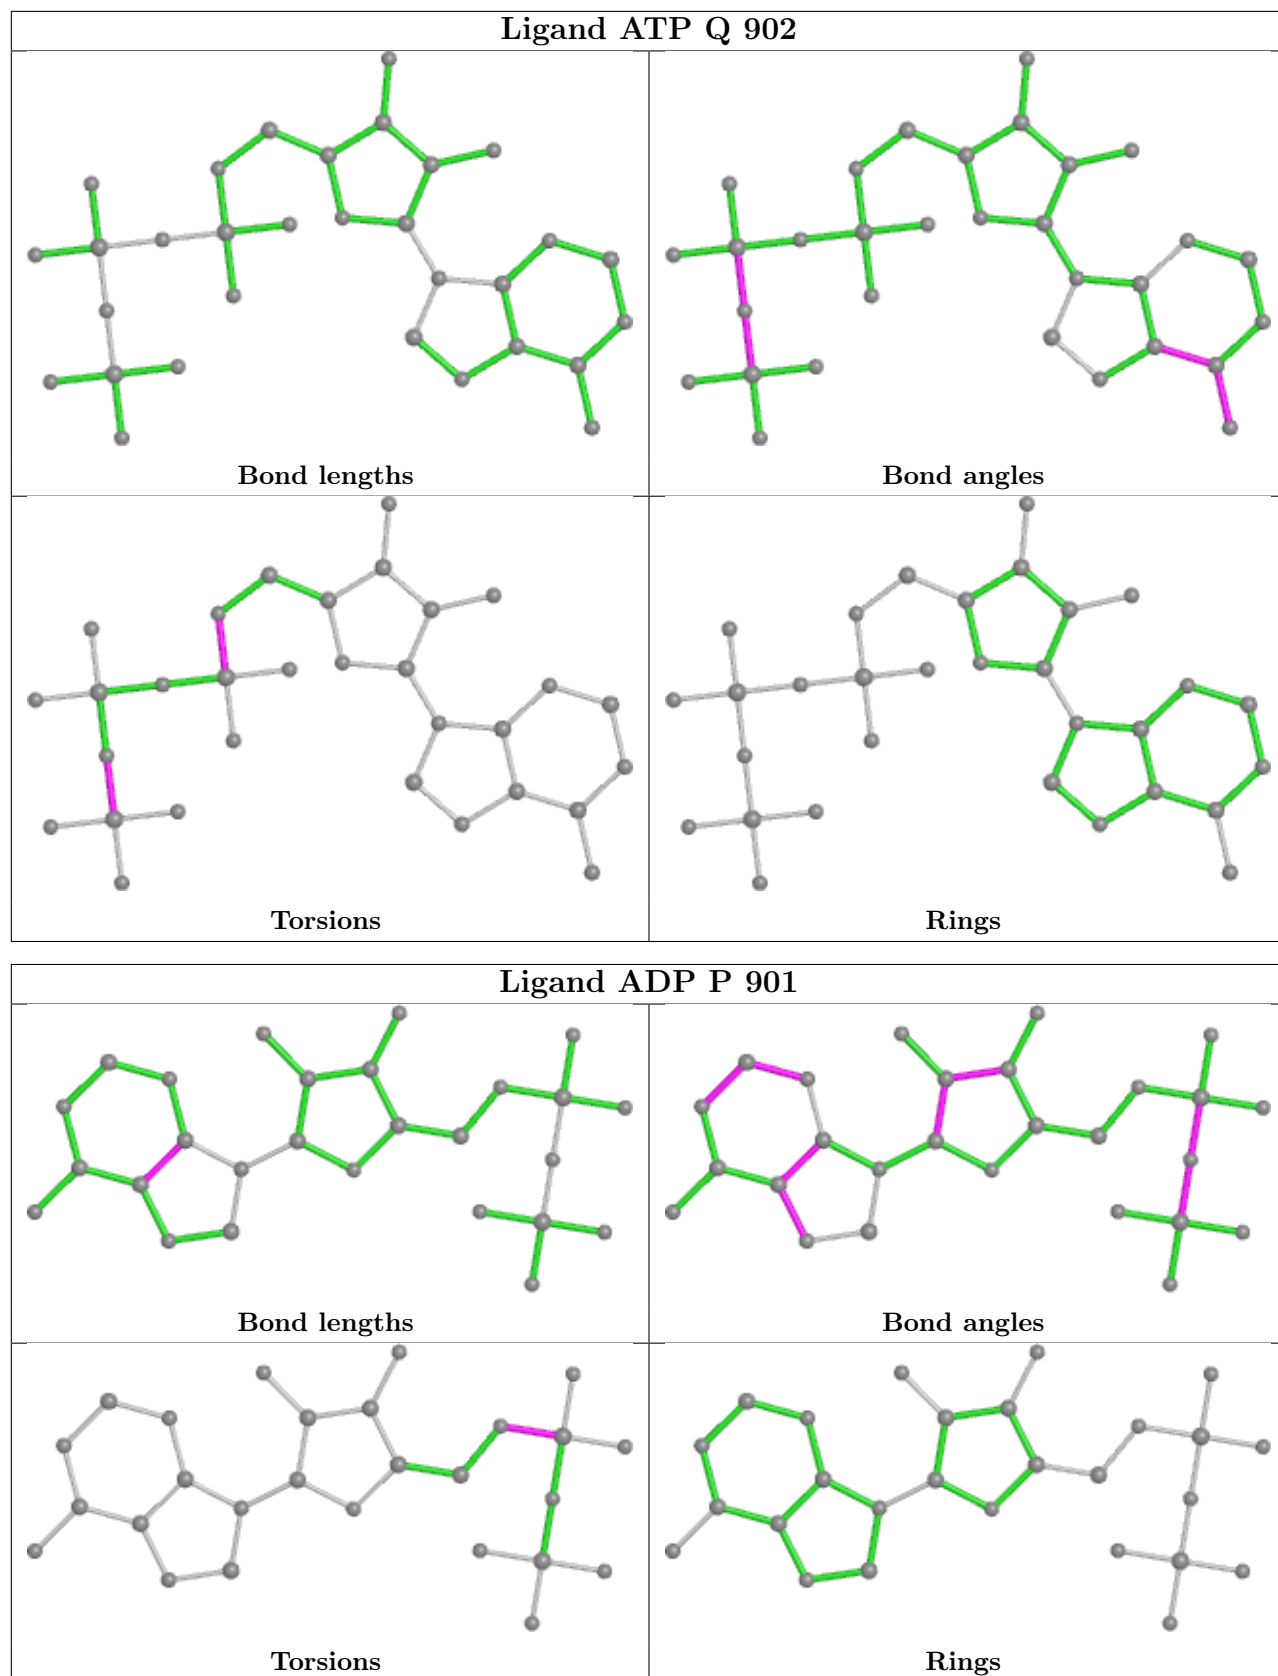 Ligand ATP Q 902
Bond lengths
Bond angles
Torsions
Rings
Ligand ADP P 901
Bond lengths
Bond angles
Torsions
Rings